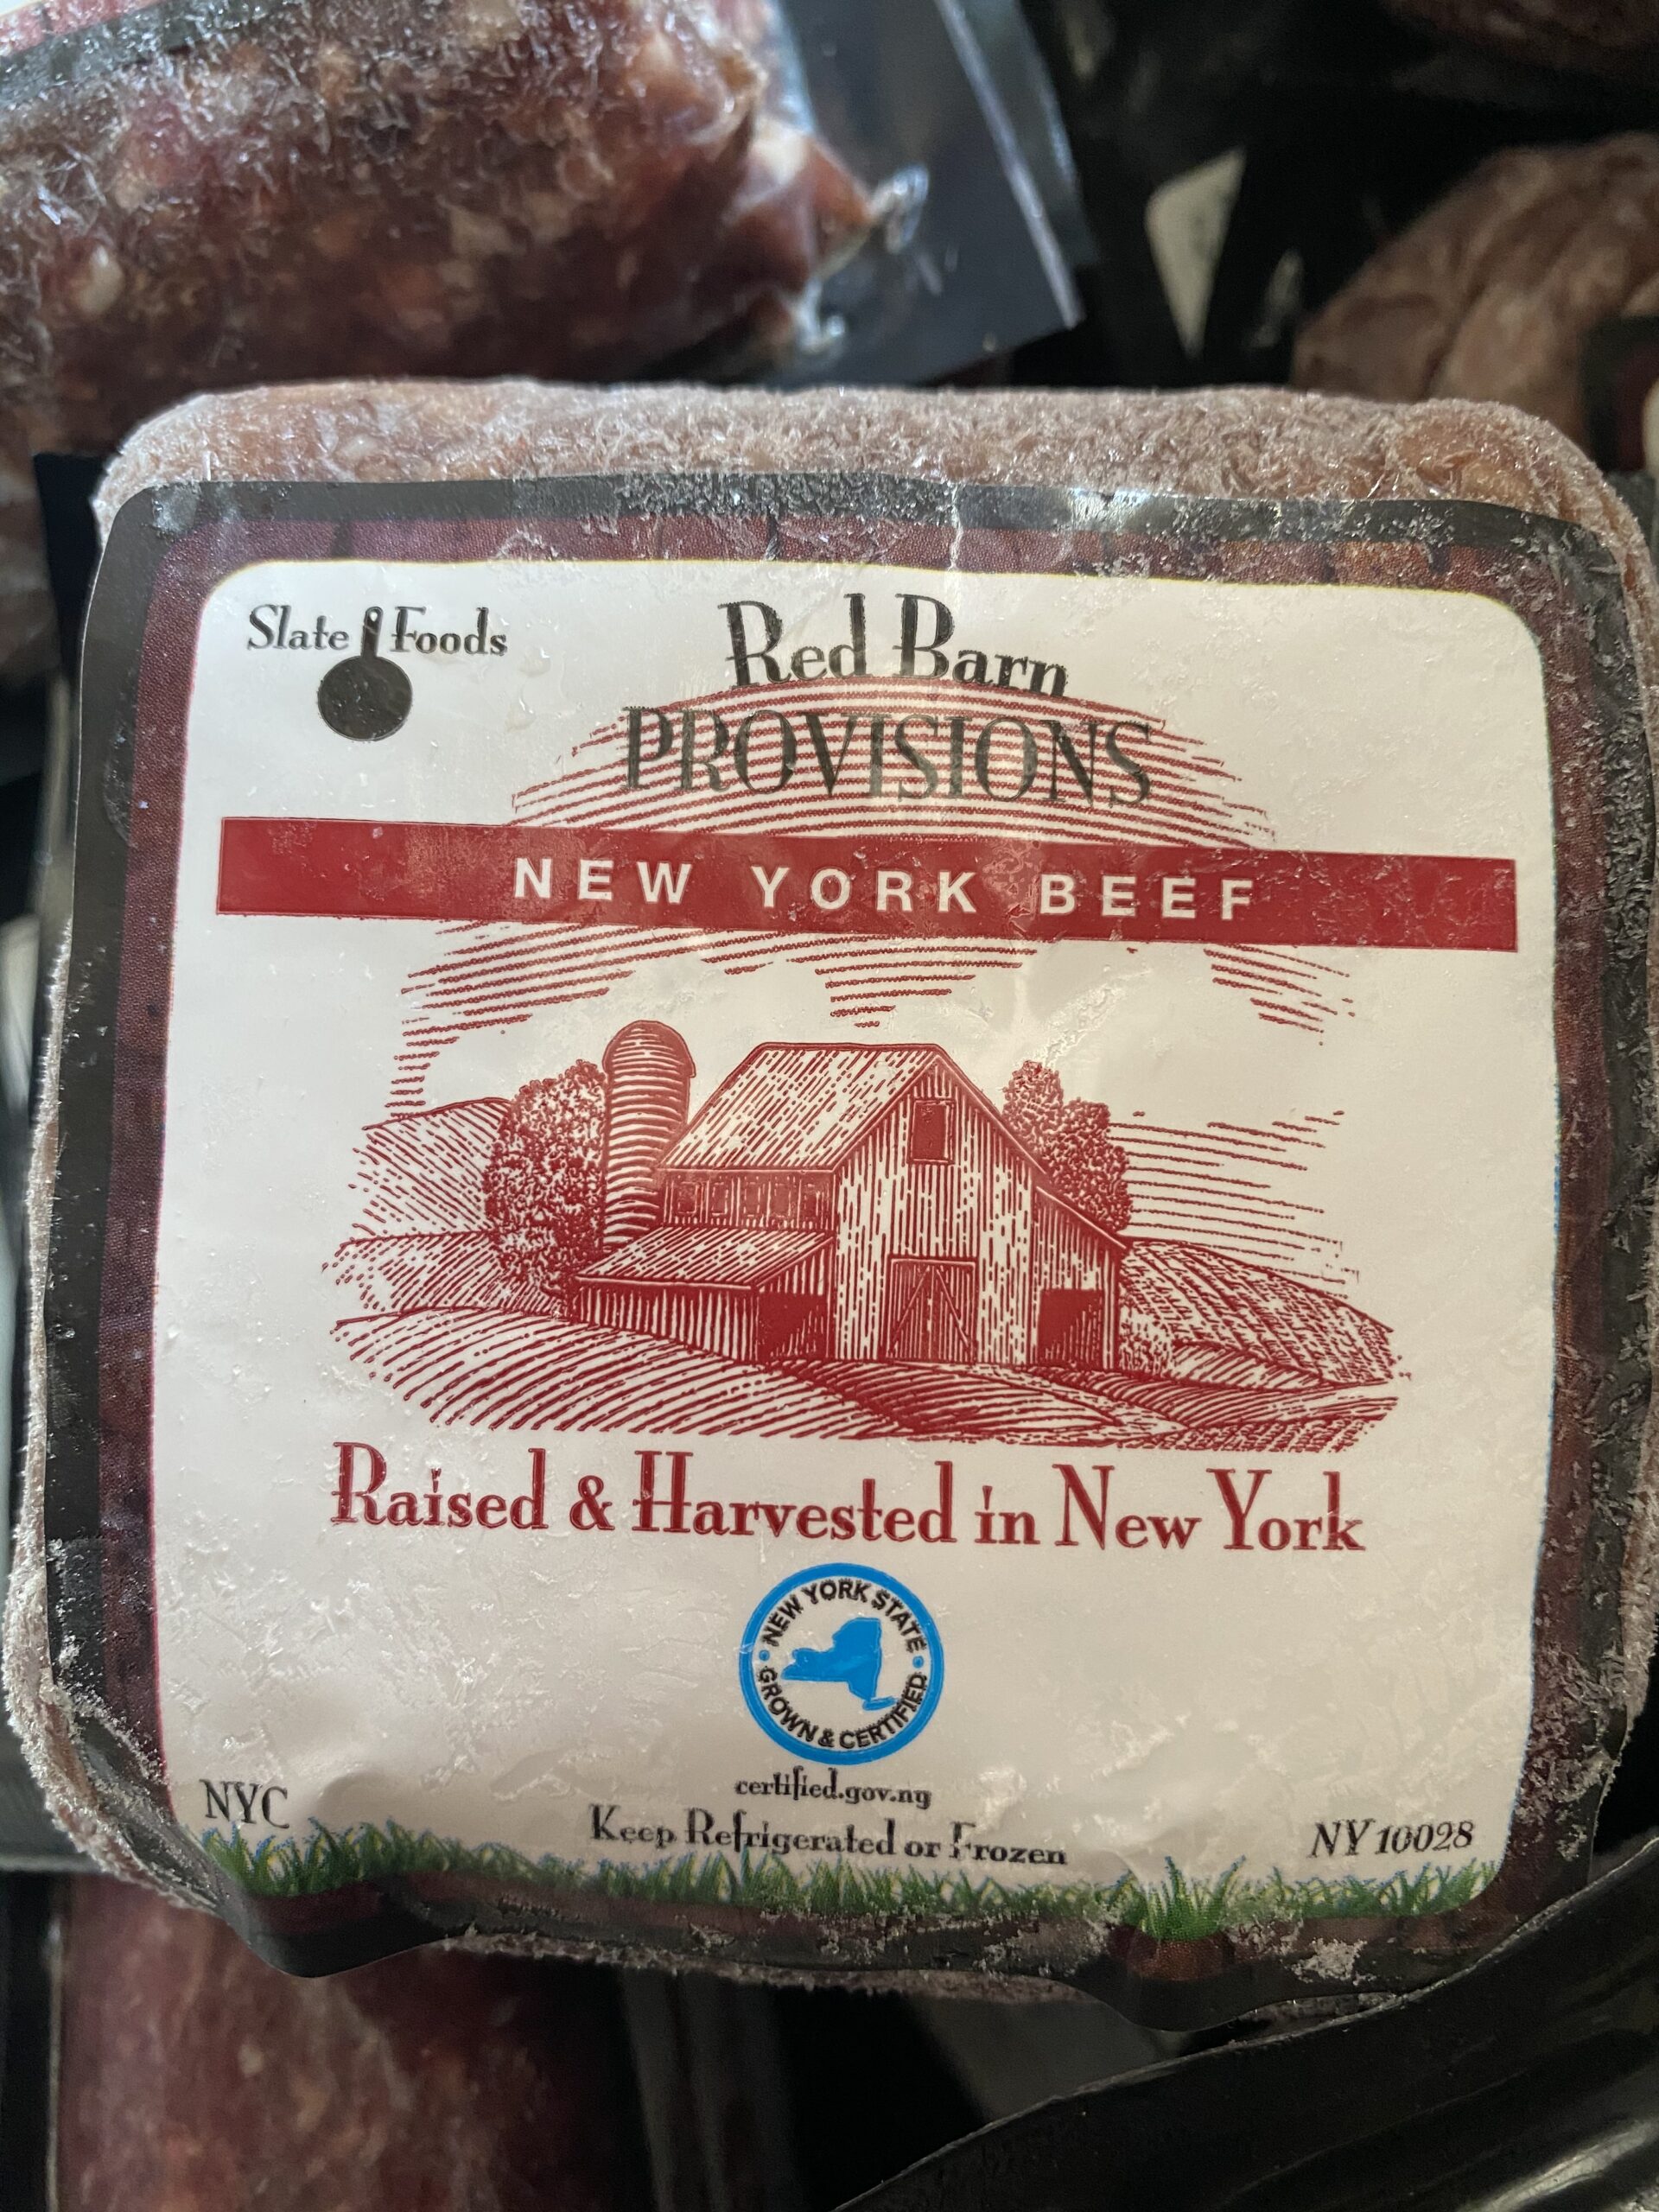 Slate Foods
Red Barn
PROVISIONS
NEW YORK BEEF
Raised & Harvested in New York
NEW YORK STATE
GROWN & CERTIFIED
certified.gov.ny
Keep Refrigerated or Frozen
NYC
NY 10028